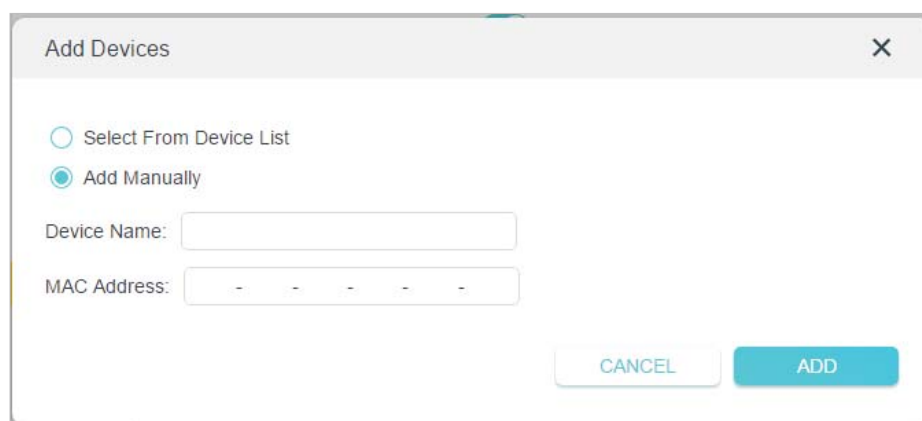 Add Devices
Select From Device List
Add Manually
Device Name:
MAC Address: - - - - -
CANCEL ADD